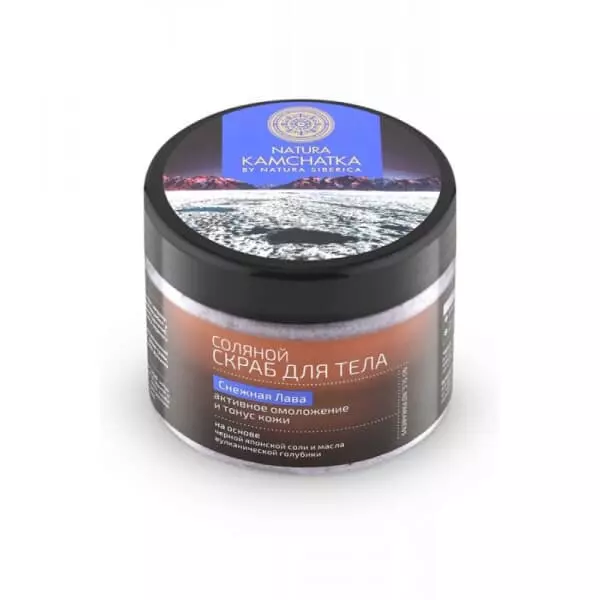 NATURA
KAMCHATKA
BY NATURA SIBERICA
СОЛЯНОЙ
СКРАБ ДЛЯ ТЕЛА
Снежная Лава
активное омоложение
и тонус кожи
на основе
черной японской соли и масла
вулканической голубики